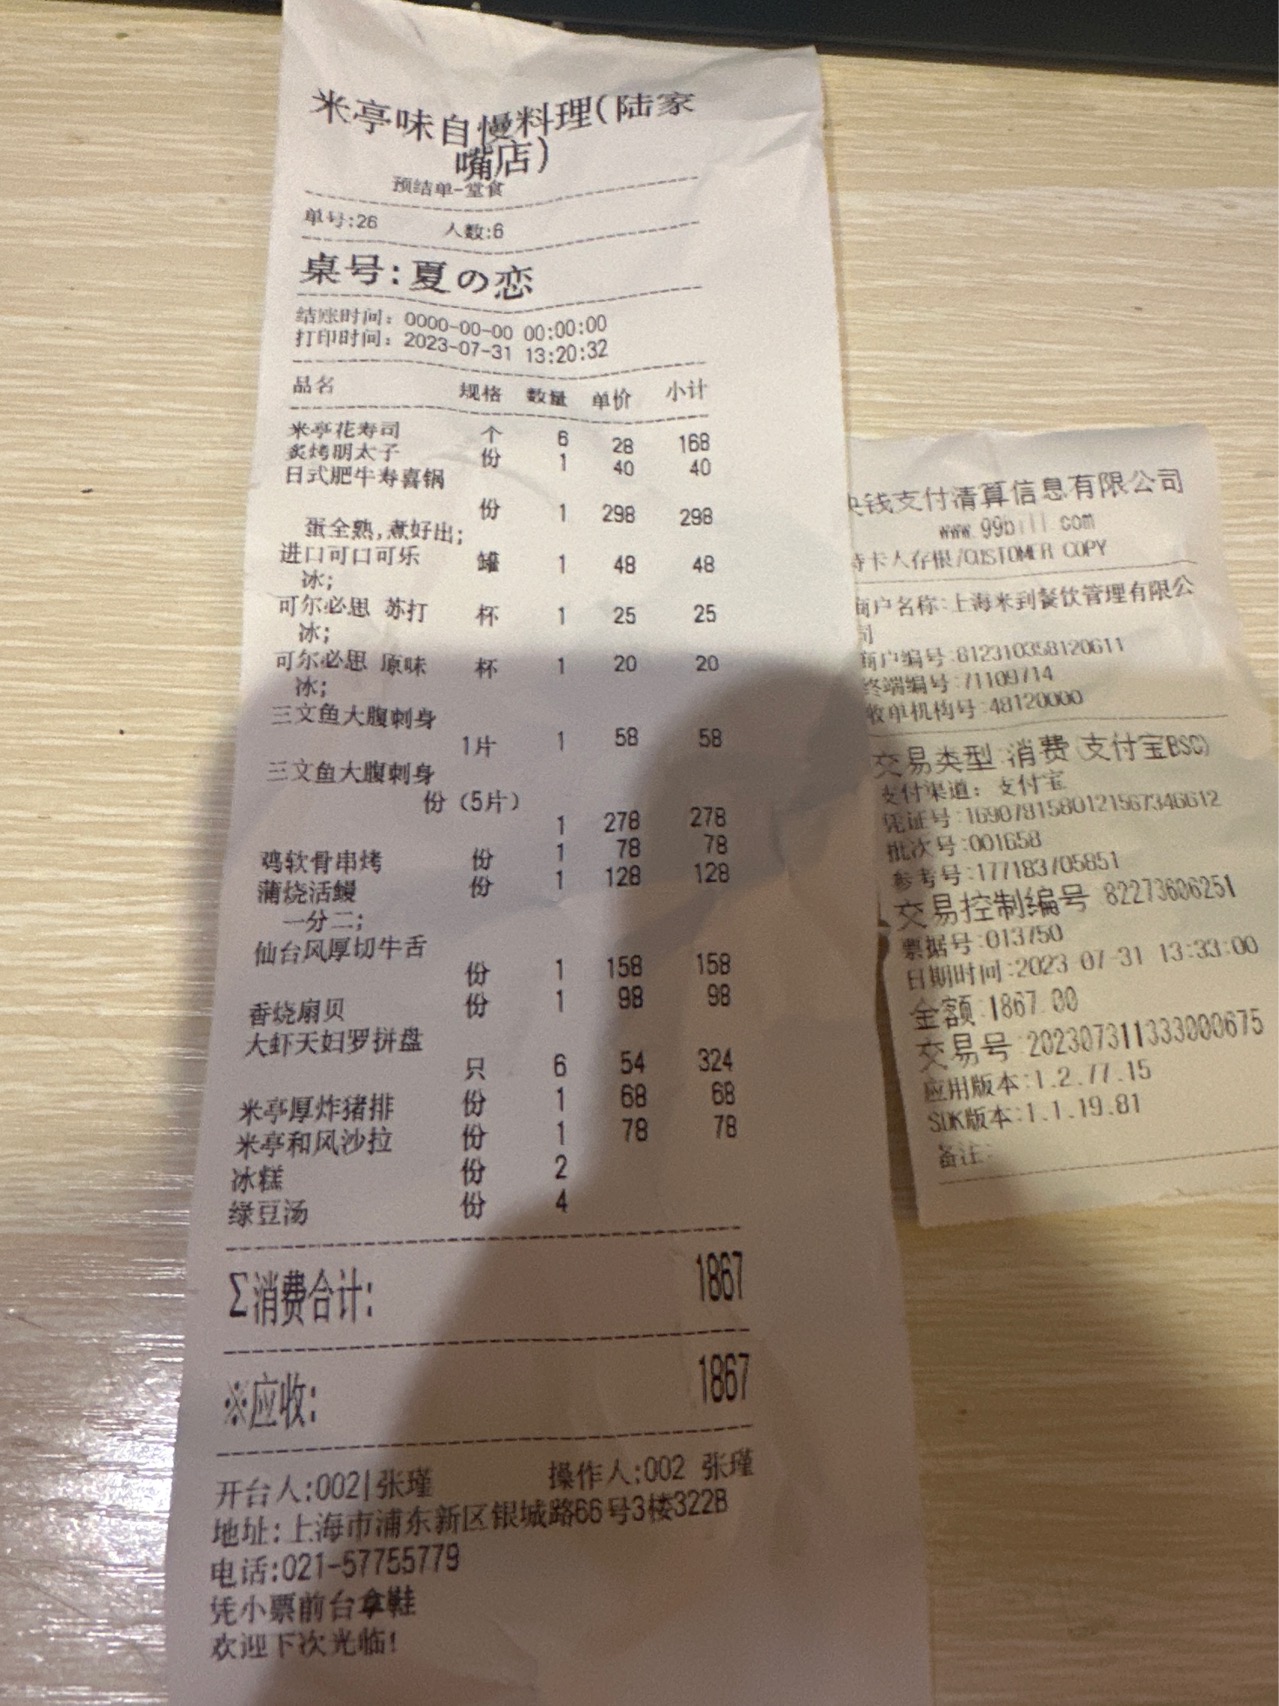 米亭味自慢料理(陆家
嘴店)
预结单-堂食
单号:26 人数:6
桌号:夏の恋
结账时间: 0000-00-00 00:00:00
打印时间: 2023-07-31 13:20:32
品名 规格 数量 单价 小计
米亭花寿司 个 6 28 168
炙烤明太子 份 1 40 40
日式肥牛寿喜锅
份 1 298 298
蛋全熟,煮好出;
进口可口可乐 罐 1 48 48
冰;
可尔必思 苏打 杯 1 25 25
冰;
可尔必思 原味 杯 1 20 20
冰;
三文鱼大腹刺身
1片 1 58 58
三文鱼大腹刺身
份(5片)
1 278 278
鸡软骨串烤 份 1 78 78
蒲烧活鳗 份 1 128 128
一分二;
仙台风厚切牛舌
份 1 158 158
香烧扇贝 份 1 98 98
大虾天妇罗拼盘
只 6 54 324
米亭厚炸猪排 份 1 68 68
米亭和风沙拉 份 1 78 78
冰糕 份 2
绿豆汤 份 4
Σ消费合计: 1867
※应收: 1867
开台人:002|张瑾 操作人:002 张瑾
地址:上海市浦东新区银城路66号3楼322B
电话:021-57755779
凭小票前台拿鞋
欢迎下次光临!
快钱支付清算信息有限公司
www.99bill.com
持卡人存根/CUSTOMER COPY
商户名称:上海米到餐饮管理有限公
司
商户编号:812310358120611
终端编号:71109714
收单机构号:48120000
交易类型:消费(支付宝BSC)
支付渠道: 支付宝
凭证号:1690781580121567346612
批次号:001658
参考号:177183705851
交易控制编号 82273606251
票据号:013750
日期时间:2023-07-31 13:33:00
金额:1867.00
交易号:202307311333000675
应用版本:1.2.77.15
SDK版本:1.1.19.81
备注: